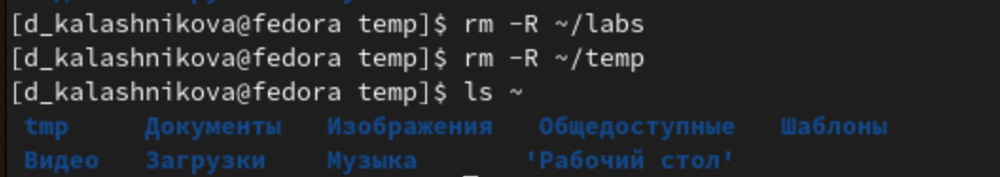 [d_kalashnikova@fedora temp]$ rm -R ~/labs
[d_kalashnikova@fedora temp]$ rm -R ~/temp
[d_kalashnikova@fedora temp]$ ls ~
tmp Документы Изображения Общедоступные Шаблоны
Видео Загрузки Музыка 'Рабочий стол'